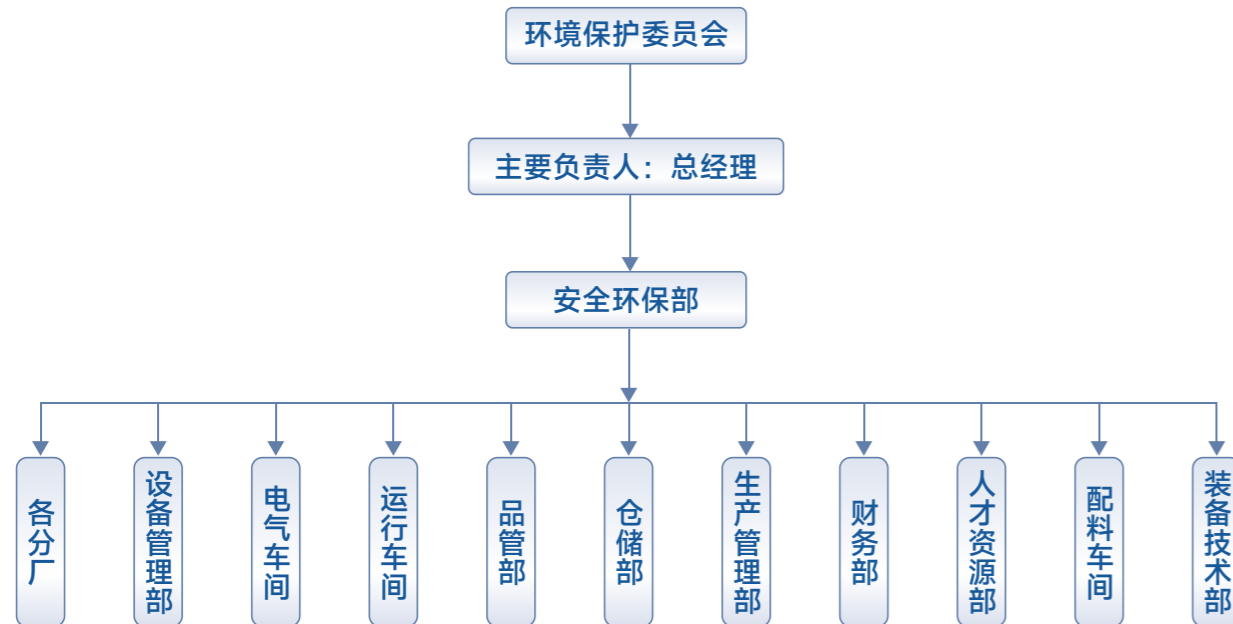 环境保护委员会
主要负责人：总经理
安全环保部
各分厂
设备管理部
电气车间
运行车间
品管部
仓储部
生产管理部
财务部
人才资源部
配料车间
装备技术部